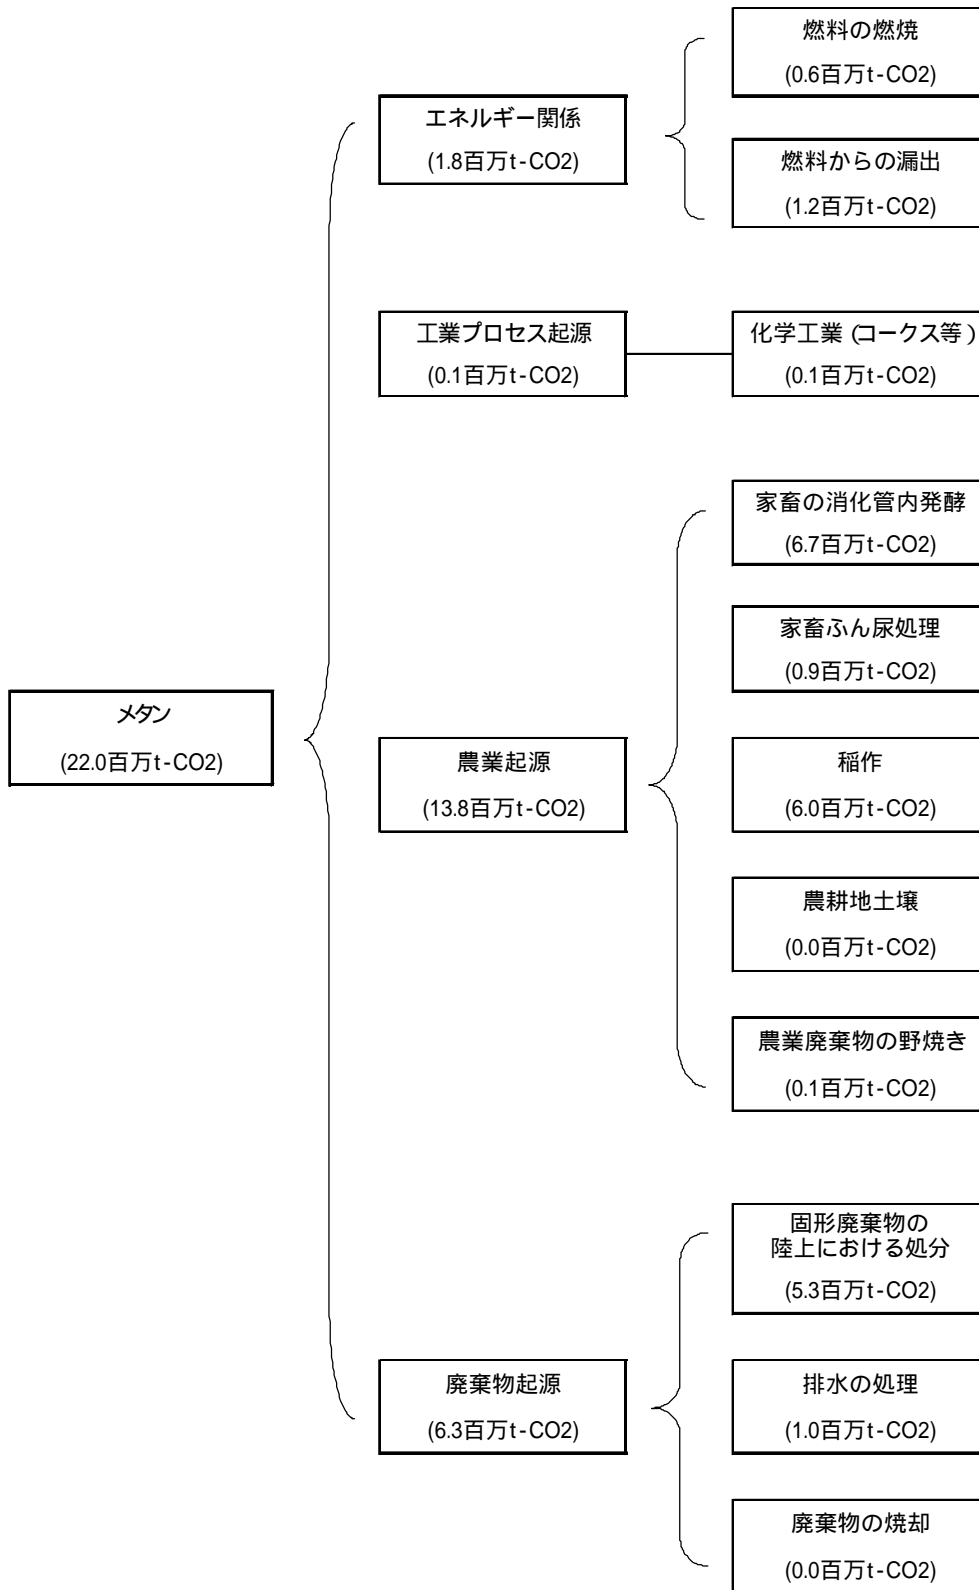 メタン
(22.0百万t-CO2)
エネルギー関係
(1.8百万t-CO2)
燃料の燃焼
(0.6百万t-CO2)
燃料からの漏出
(1.2百万t-CO2)
工業プロセス起源
(0.1百万t-CO2)
化学工業(コークス等)
(0.1百万t-CO2)
農業起源
(13.8百万t-CO2)
家畜の消化管内発酵
(6.7百万t-CO2)
家畜ふん尿処理
(0.9百万t-CO2)
稲作
(6.0百万t-CO2)
農耕地土壌
(0.0百万t-CO2)
農業廃棄物の野焼き
(0.1百万t-CO2)
廃棄物起源
(6.3百万t-CO2)
固形廃棄物の
陸上における処分
(5.3百万t-CO2)
排水の処理
(1.0百万t-CO2)
廃棄物の焼却
(0.0百万t-CO2)